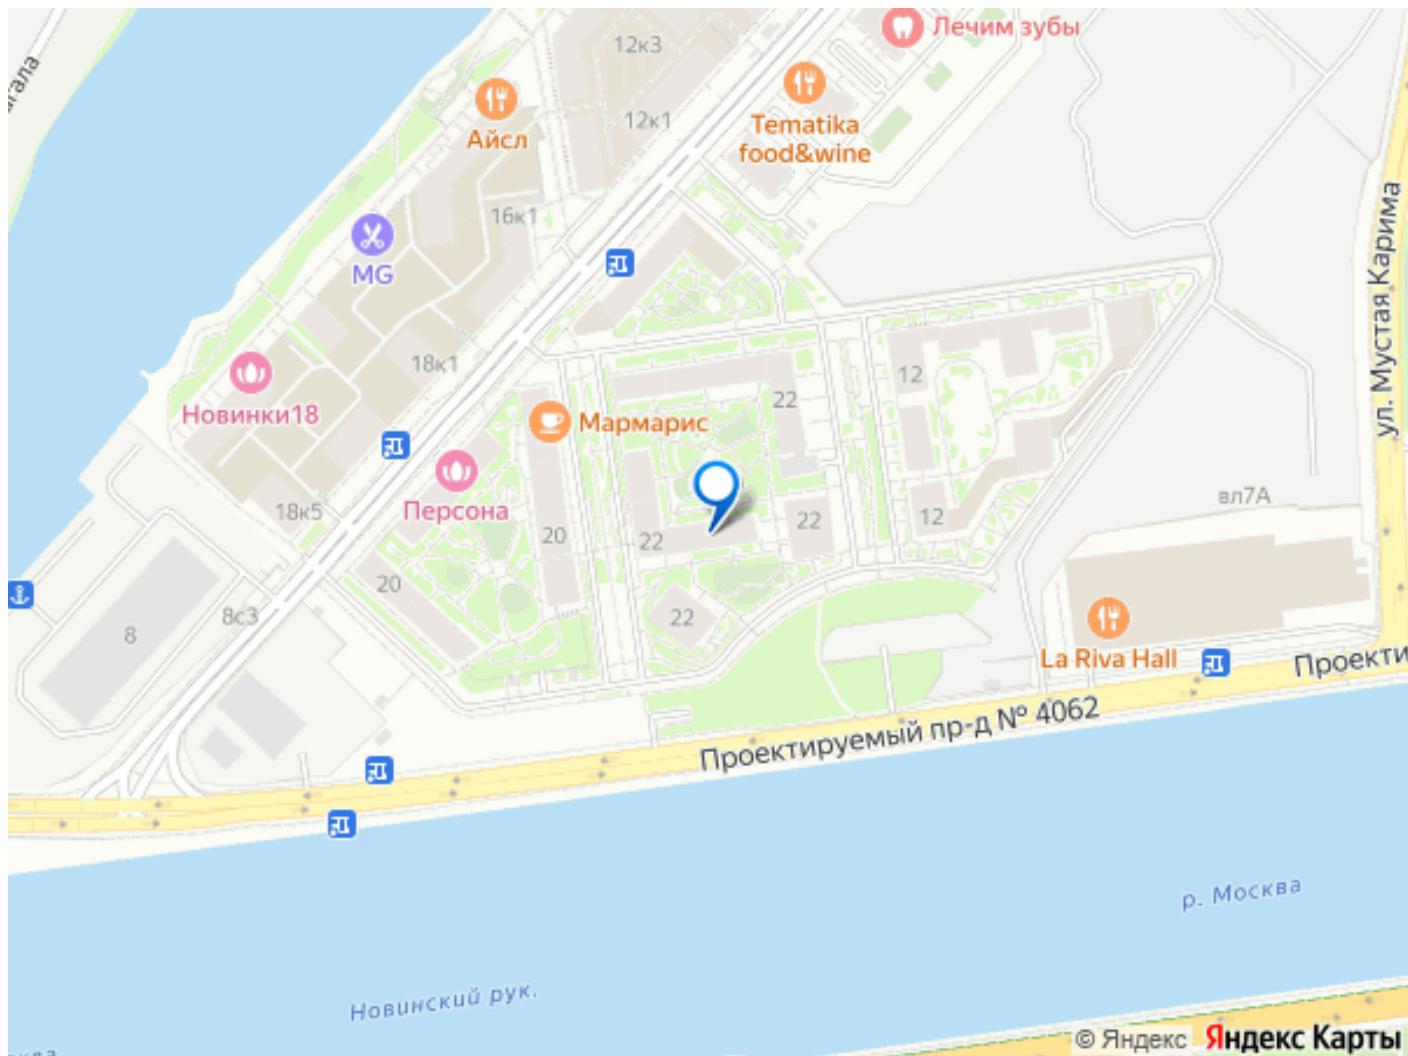 Лечим зубы
12к3
Айсл
12к1
Tematika
food&wine
16к1
MG
ул. Мустая Карима
18к1
12
22
Новинки18
Мармарис
Персона
вл7А
18к5
22
12
20
22
20
8с3
22
8
La Riva Hall
Проекти
Проектируемый пр-д № 4062
р. Москва
Новинский рук.
© Яндекс
Яндекс Карты